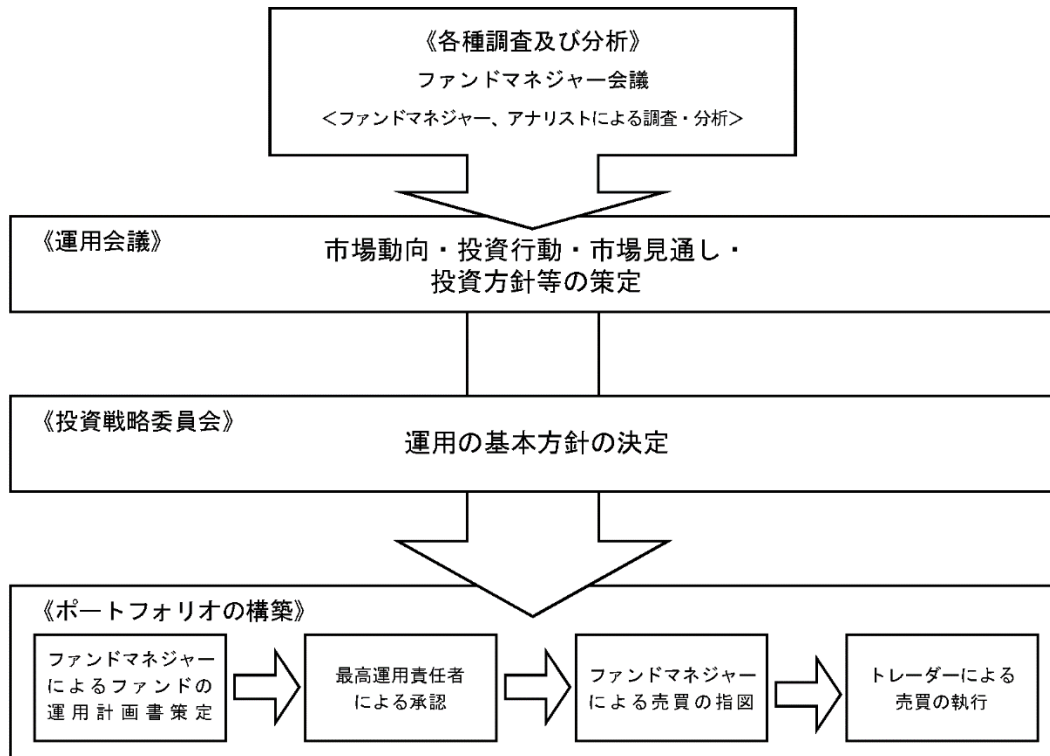 《各種調査及び分析》
ファンドマネジャー会議
＜ファンドマネジャー、アナリストによる調査・分析＞
《運用会議》
市場動向・投資行動・市場見通し・
投資方針等の策定
《投資戦略委員会》
運用の基本方針の決定
《ポートフォリオの構築》
ファンドマネジャー
によるファンドの
運用計画書策定
最高運用責任者
による承認
ファンドマネジャー
による売買の指図
トレーダーによる
売買の執行